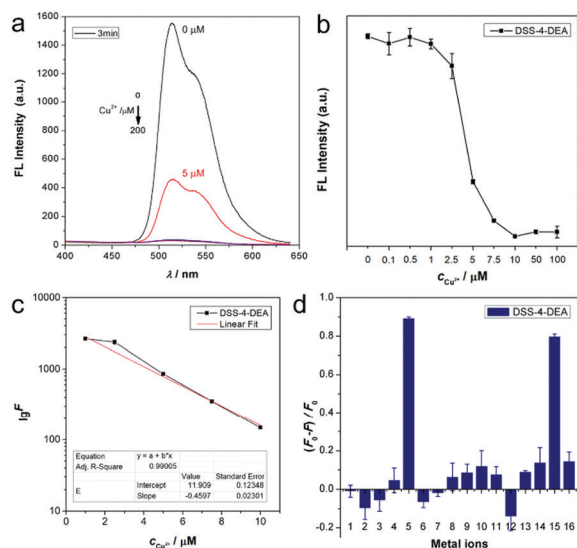 a
1600
1400
1200
1000
800
600
400
200
0
FL Intensity (a.u.)
3min
0 μM
0
Cu²⁺ /μM
200
5 μM
400 450 500 550 600 650
λ / nm
b
FL Intensity (a.u.)
DSS-4-DEA
0 0.1 0.5 1 2.5 5 7.5 10 50 100
c Cu²⁺ / μM
c
10000
1000
100
10
lgF
DSS-4-DEA
Linear Fit
Equation y = a + b*x
Adj. R-Square 0.99005
Value Standard Error
E Intercept 11.909 0.12348
Slope -0.4597 0.02301
0 2 4 6 8 10
c Cu²⁺ / μM
d
1.0
0.8
0.6
0.4
0.2
0.0
-0.2
(F₀-F) / F₀
DSS-4-DEA
1 2 3 4 5 6 7 8 9 10 11 12 13 14 15 16
Metal ions